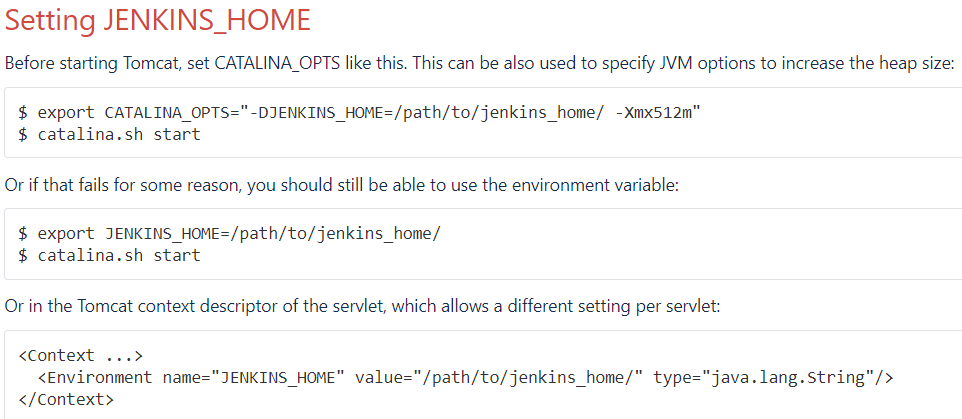 Setting JENKINS_HOME
Before starting Tomcat, set CATALINA_OPTS like this. This can be also used to specify JVM options to increase the heap size:
$ export CATALINA_OPTS="-DJENKINS_HOME=/path/to/jenkins_home/ -Xmx512m"
$ catalina.sh start
Or if that fails for some reason, you should still be able to use the environment variable:
$ export JENKINS_HOME=/path/to/jenkins_home/
$ catalina.sh start
Or in the Tomcat context descriptor of the servlet, which allows a different setting per servlet:
<Context ...>
  <Environment name="JENKINS_HOME" value="/path/to/jenkins_home/" type="java.lang.String"/>
</Context>